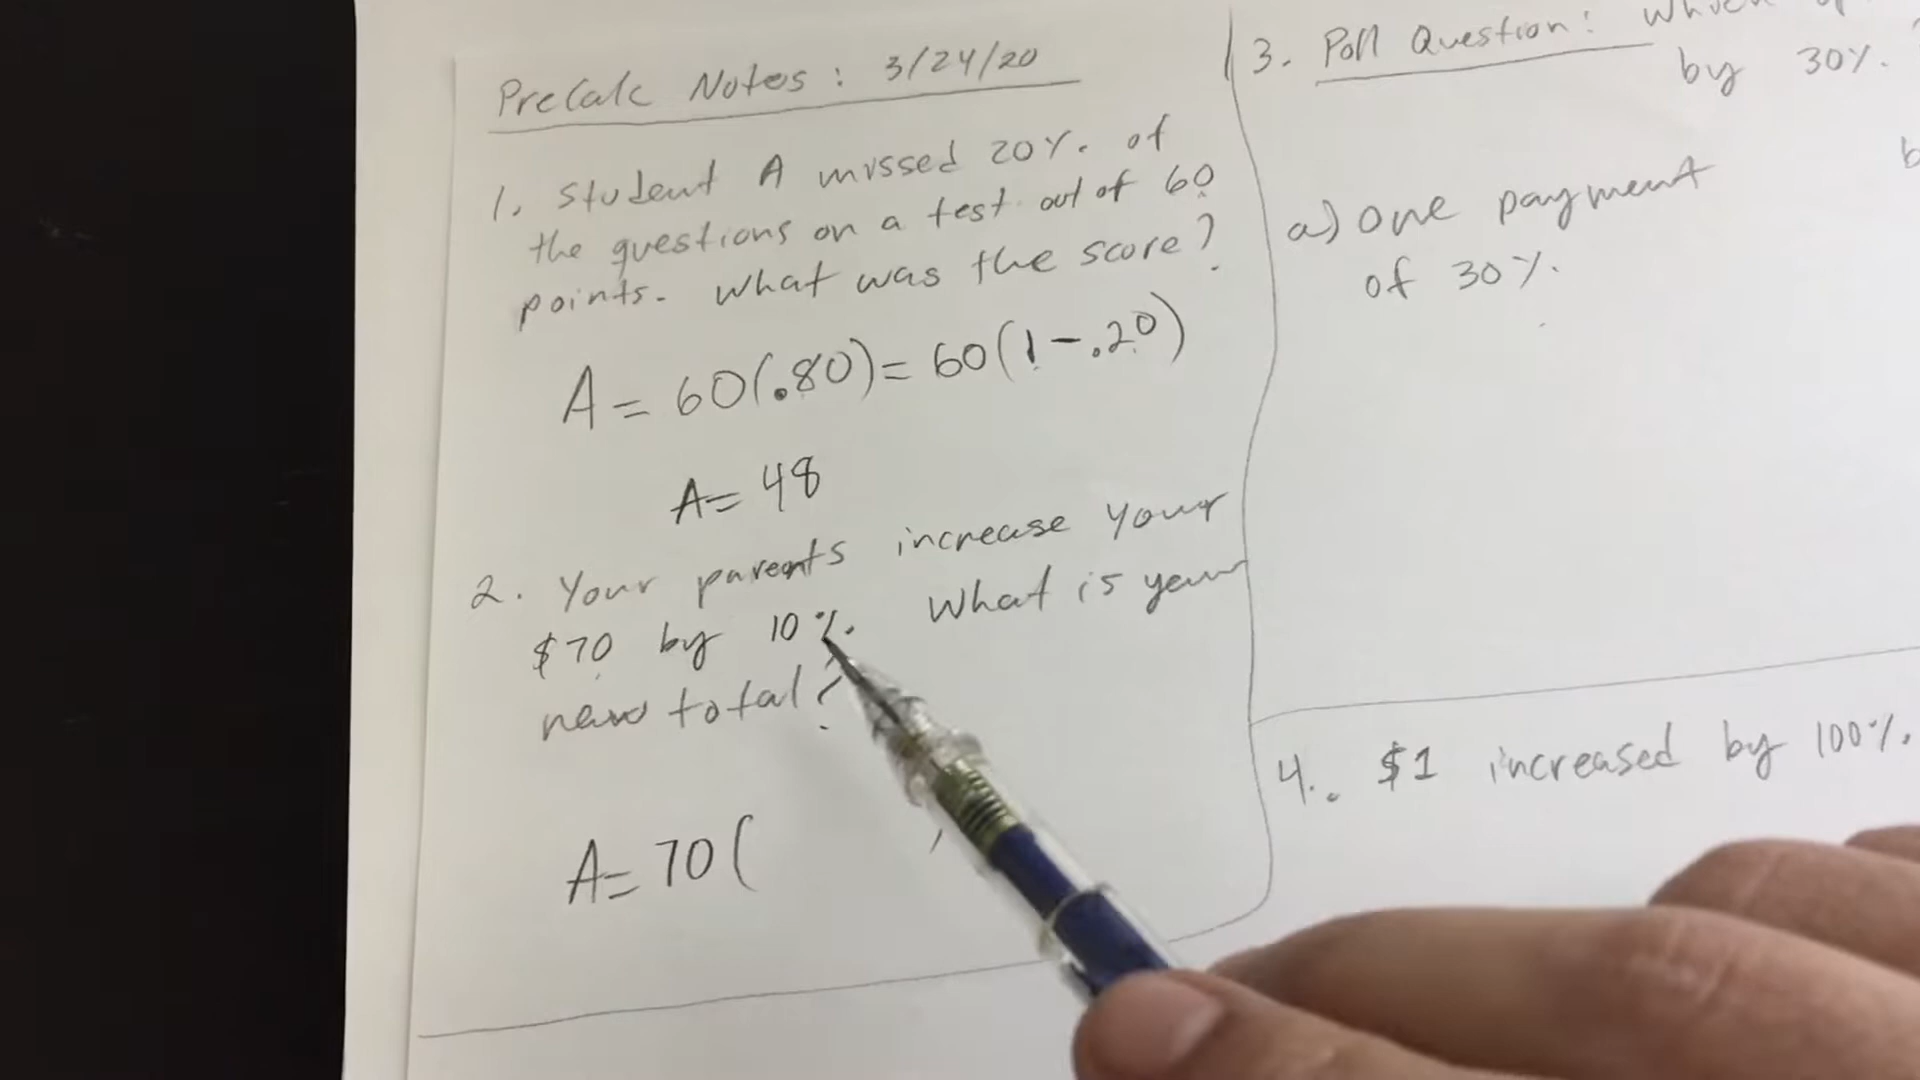 PreCalc Notes: 3/24/20
1. Student A missed 20% of
the questions on a test out of 60
points. What was the score?
A = 60(.80) = 60(1-.20)
A = 48
2. Your parents increase your
$70 by 10%. What is your
new total?
A = 70(
3. Poll Question: Which
by 30%.
a) one payment
of 30%.
b
4. $1 increased by 100%.